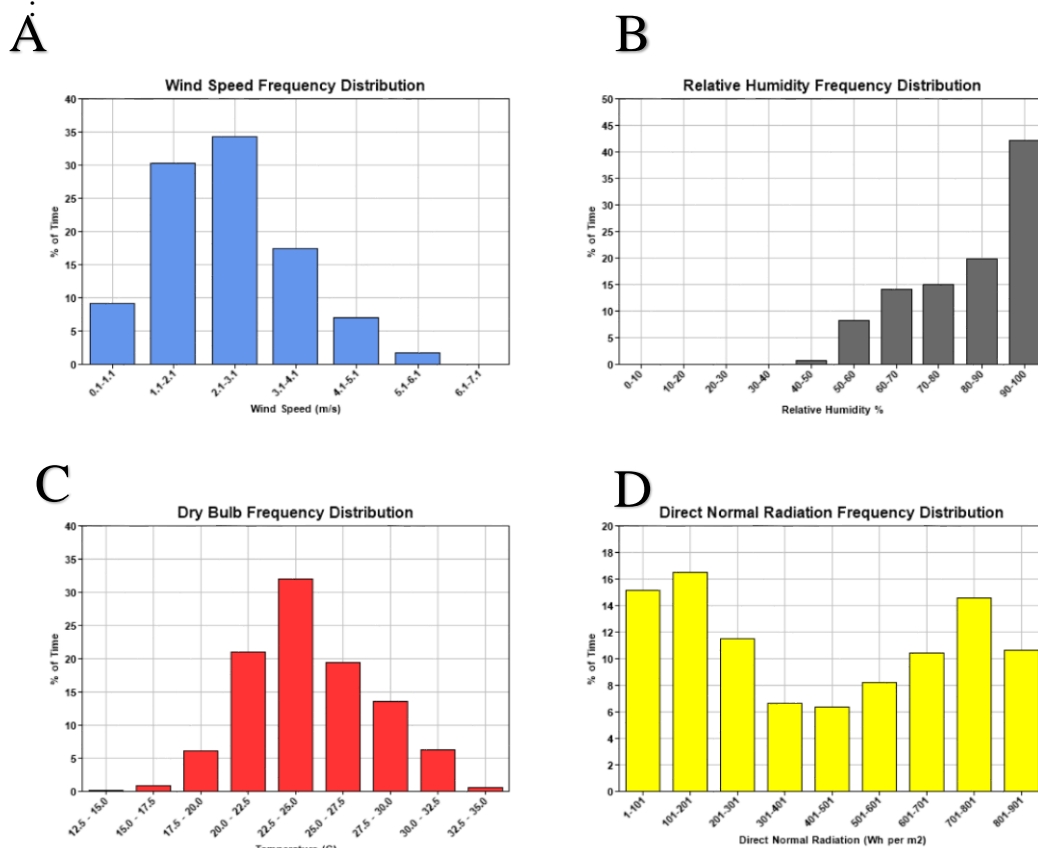 :
A
B
Wind Speed Frequency Distribution
40
35
30
25
20
15
10
5
0
% of Time
0.1-1.1
1.1-2.1
2.1-3.1
3.1-4.1
4.1-5.1
5.1-6.1
6.1-7.1
Wind Speed (m/s)
Relative Humidity Frequency Distribution
50
45
40
35
30
25
20
15
10
5
0
% of Time
0-10
10-20
20-30
30-40
40-50
50-60
60-70
70-80
80-90
90-100
Relative Humidity %
C
D
Dry Bulb Frequency Distribution
40
35
30
25
20
15
10
5
0
% of Time
12.5 - 15.0
15.0 - 17.5
17.5 - 20.0
20.0 - 22.5
22.5 - 25.0
25.0 - 27.5
27.5 - 30.0
30.0 - 32.5
32.5 - 35.0
Temperature (C)
Direct Normal Radiation Frequency Distribution
20
18
16
14
12
10
8
6
4
2
0
% of Time
1-101
101-201
201-301
301-401
401-501
501-601
601-701
701-801
801-901
Direct Normal Radiation (Wh per m2)